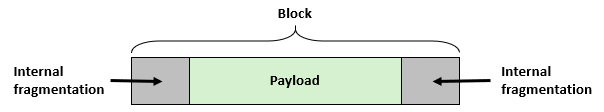 Block
Internal
fragmentation
Payload
Internal
fragmentation